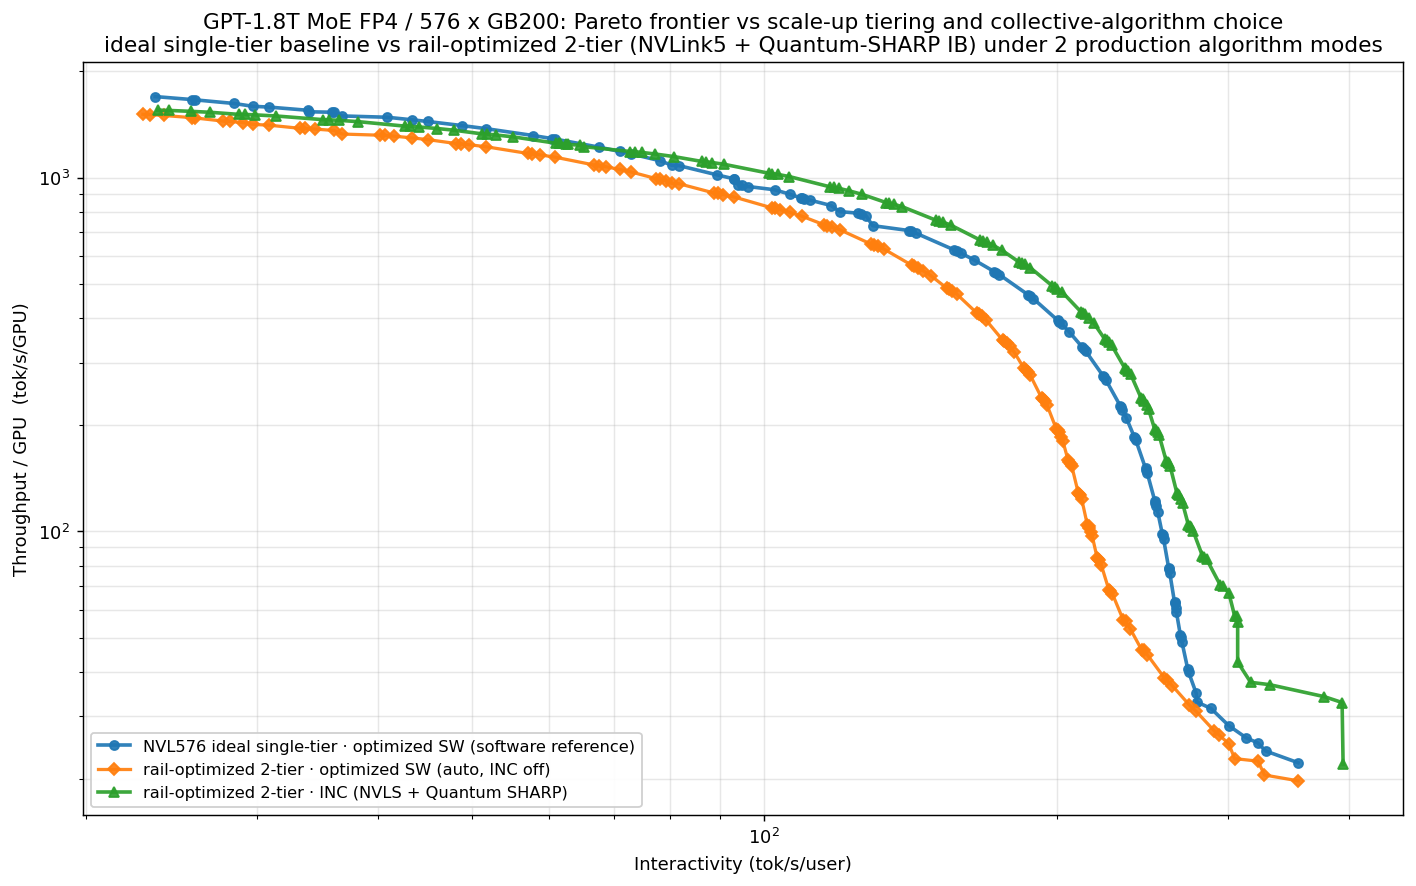 GPT-1.8T MoE FP4 / 576 x GB200: Pareto frontier vs scale-up tiering and collective-algorithm choice
ideal single-tier baseline vs rail-optimized 2-tier (NVLink5 + Quantum-SHARP IB) under 2 production algorithm modes
Throughput / GPU (tok/s/GPU)
10³
10²
NVL576 ideal single-tier · optimized SW (software reference)
rail-optimized 2-tier · optimized SW (auto, INC off)
rail-optimized 2-tier · INC (NVLS + Quantum SHARP)
10²
Interactivity (tok/s/user)